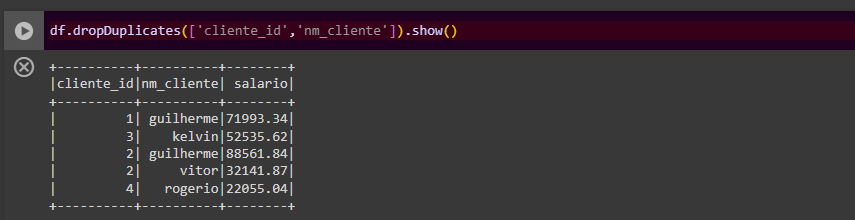 df.dropDuplicates(['cliente_id','nm_cliente']).show()
+----------+----------+--------+
|cliente_id|nm_cliente| salario|
+----------+----------+--------+
|         1| guilherme|71993.34|
|         3|    kelvin|52535.62|
|         2| guilherme|88561.84|
|         2|     vitor|32141.87|
|         4|   rogerio|22055.04|
+----------+----------+--------+